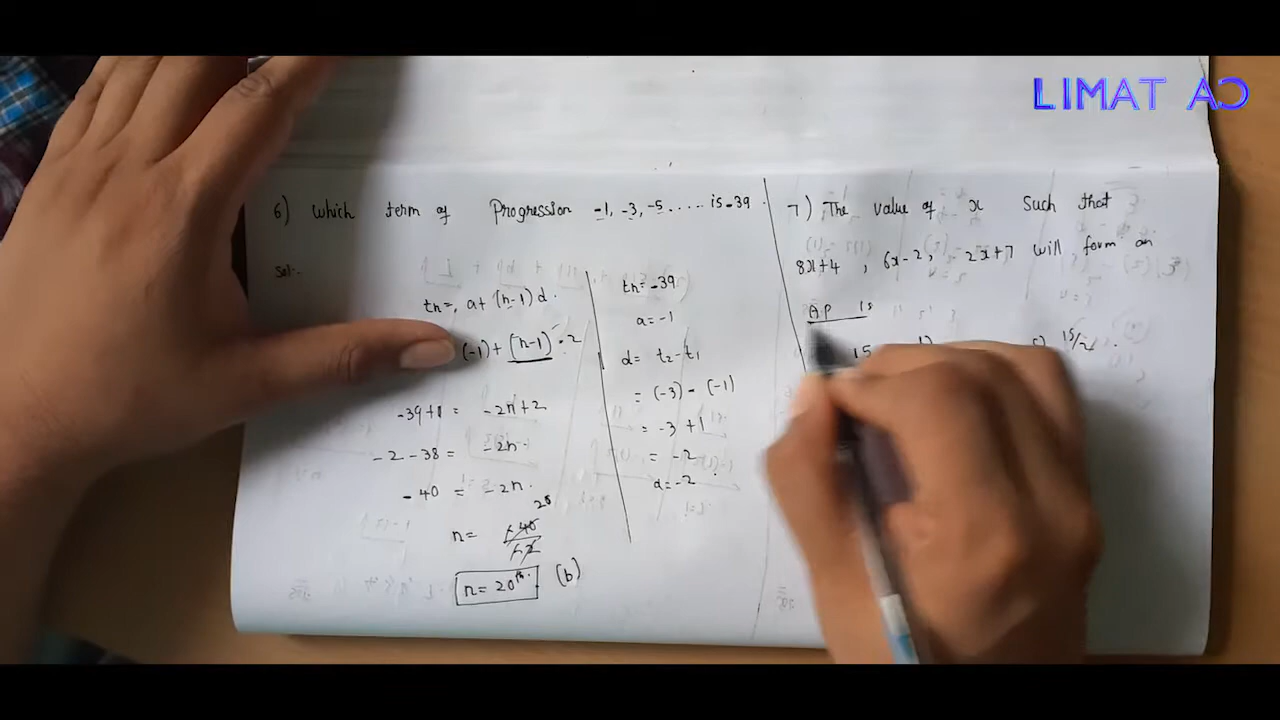 LIMAT AC
6) Which term of Progression -1, -3, -5 ..... is -39.
Sol:-
tn = a + (n-1) d.
(-1) + (n-1) - 2
-39+1 = -2n+2
-2 -38 = -2n.
-40 = -2n.
n = -40/-2 20
n = 20th. (b)
tn = -39
a = -1
d = t2 - t1
= (-3) - (-1)
= -3 + 1
= -2
d = -2
7) The value of x Such that
8x+4, 6x-2, 2x+7 will form an
AP is
15 c) 15/2.